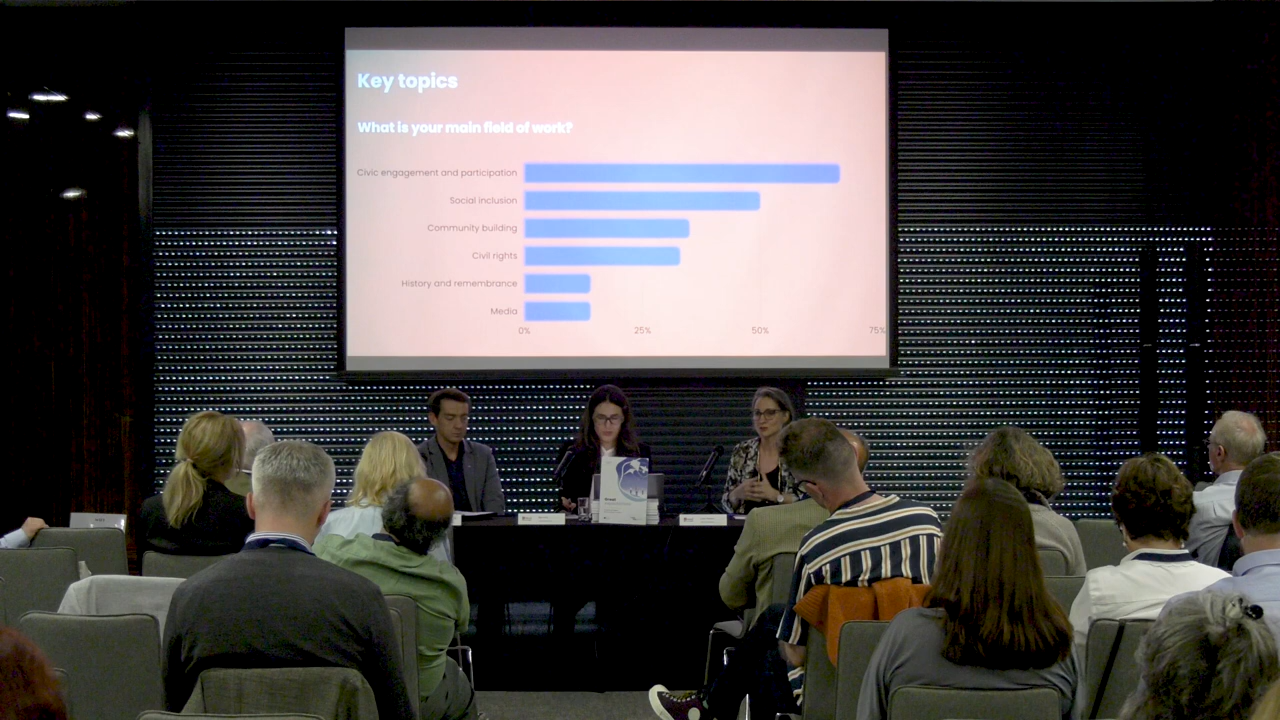 Key topics
What is your main field of work?
Civic engagement and participation
Social inclusion
Community building
Civil rights
History and remembrance
Media
0% 25% 50% 75%